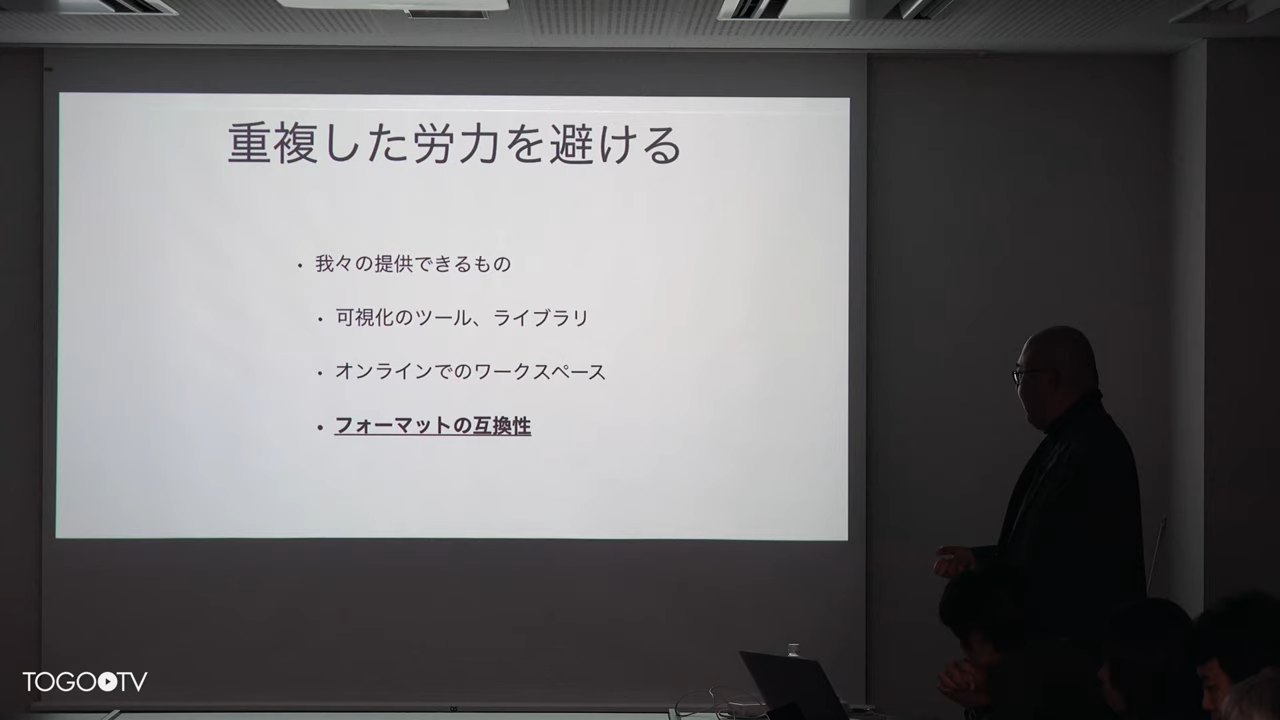 重複した労力を避ける
• 我々の提供できるもの
• 可視化のツール、ライブラリ
• オンラインでのワークスペース
• フォーマットの互換性
TOGOTV